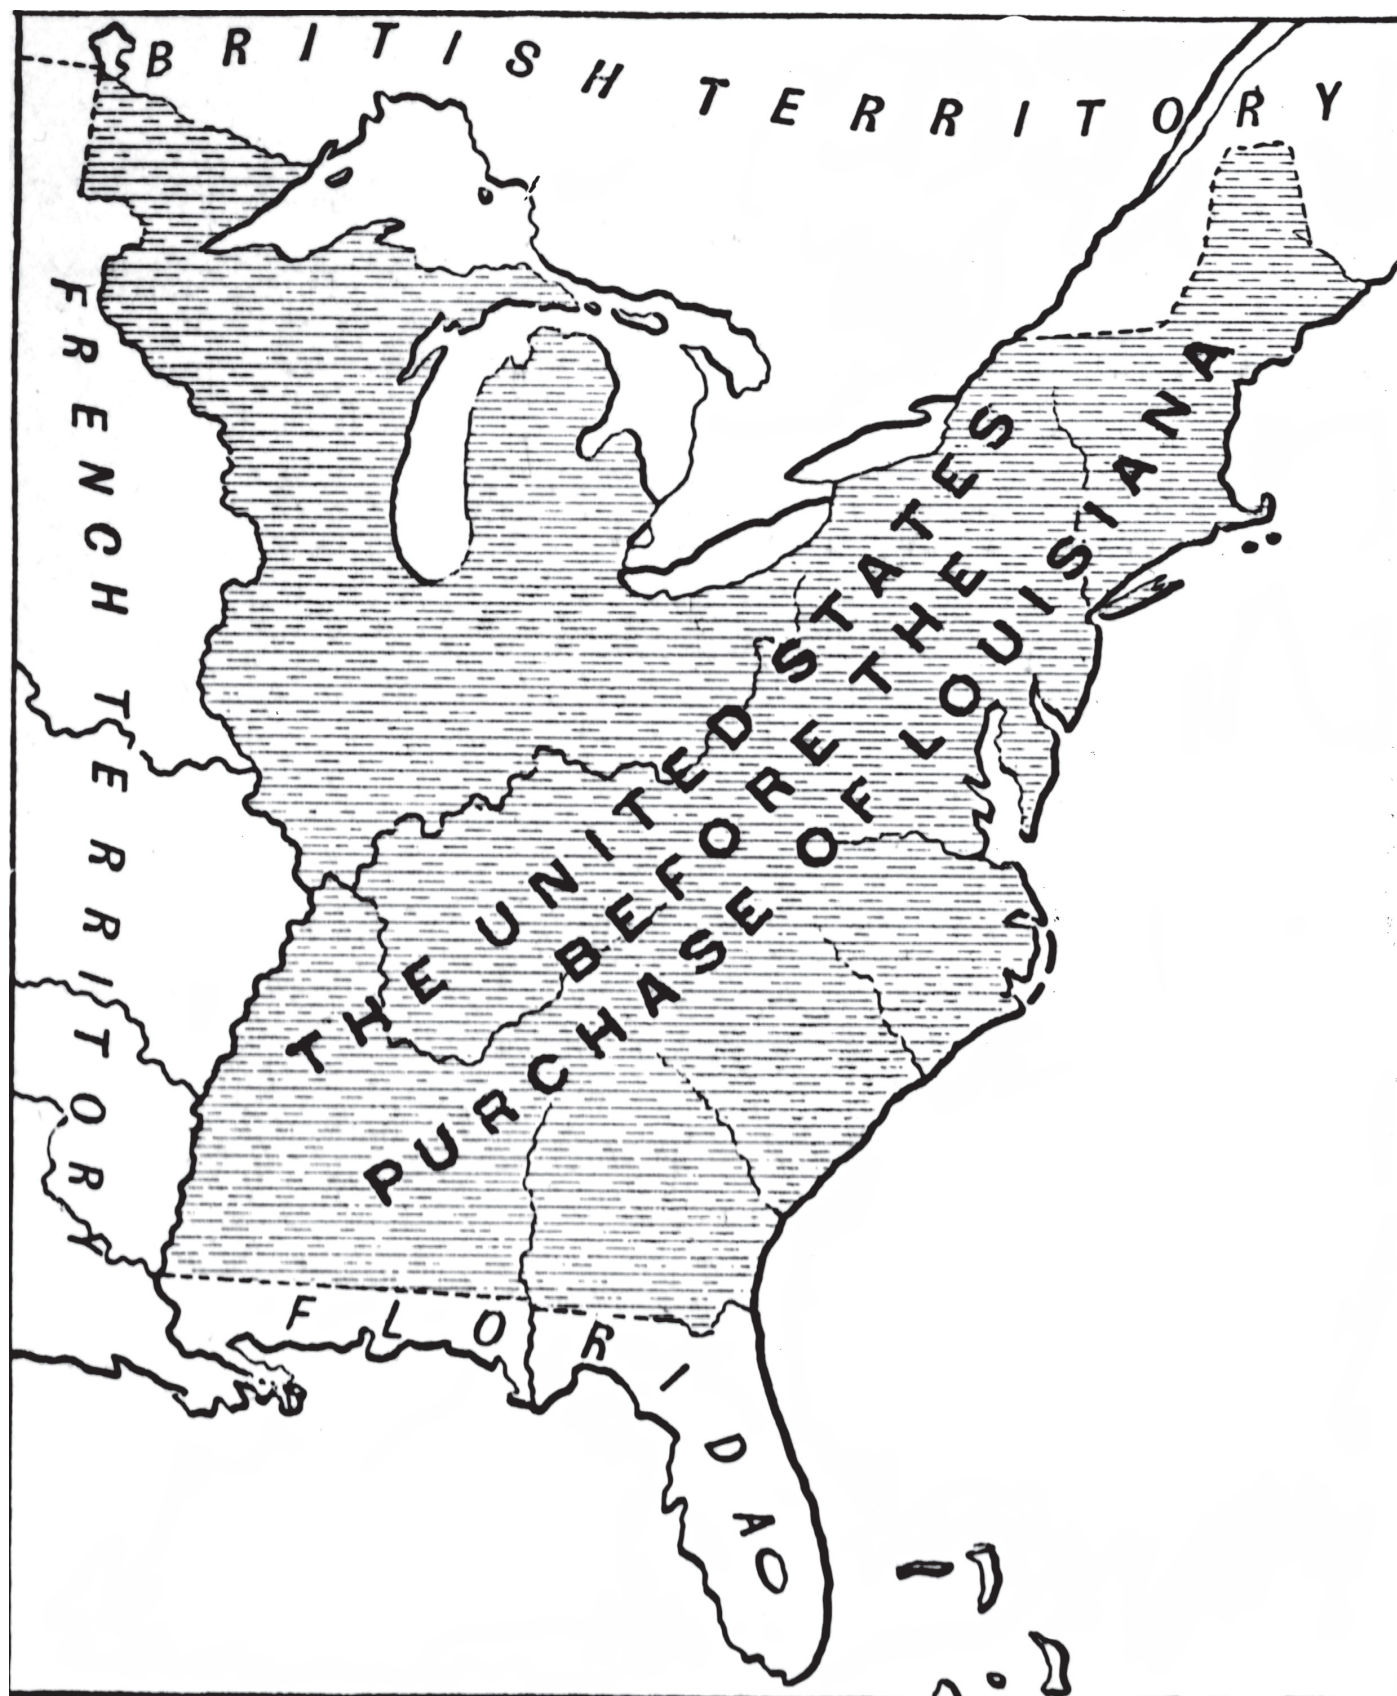 BRITISH TERRITORY
FRENCH TERRITORY
THE UNITED STATES
BEFORE THE
PURCHASE OF LOUISIANA
FLORIDA